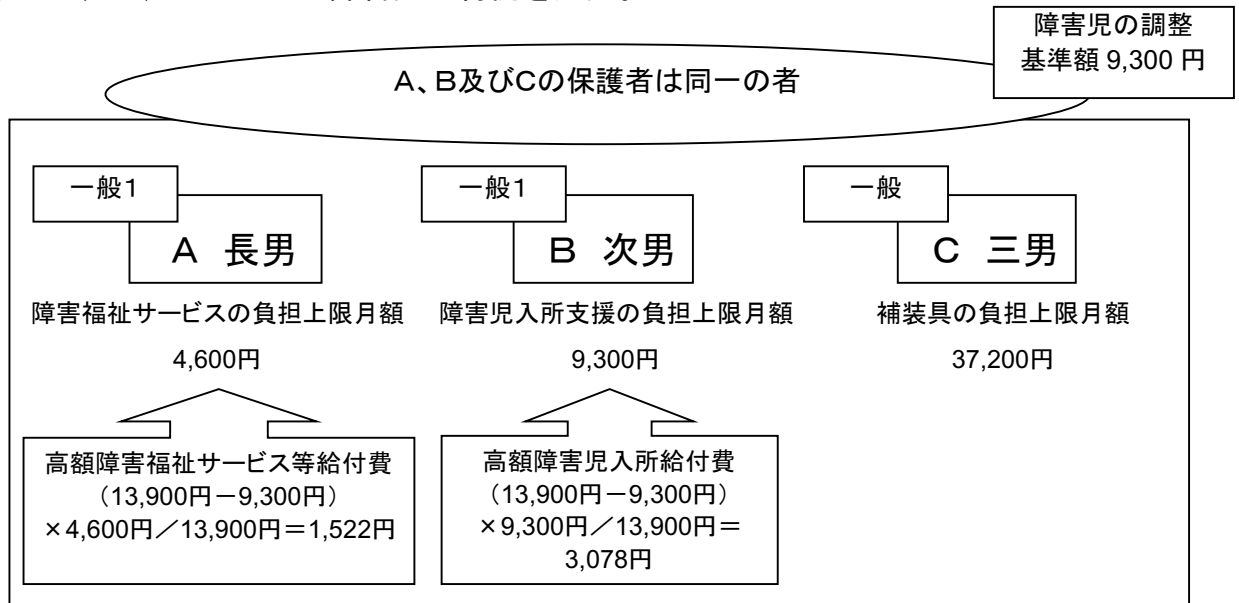 障害児の調整
基準額 9,300 円
A、B及びCの保護者は同一の者
一般1
A 長男
障害福祉サービスの負担上限月額
4,600円
高額障害福祉サービス等給付費
（13,900円－9,300円）
×4,600円／13,900円＝1,522円
一般1
B 次男
障害児入所支援の負担上限月額
9,300円
高額障害児入所給付費
（13,900円－9,300円）
×9,300円／13,900円＝
3,078円
一般
C 三男
補装具の負担上限月額
37,200円